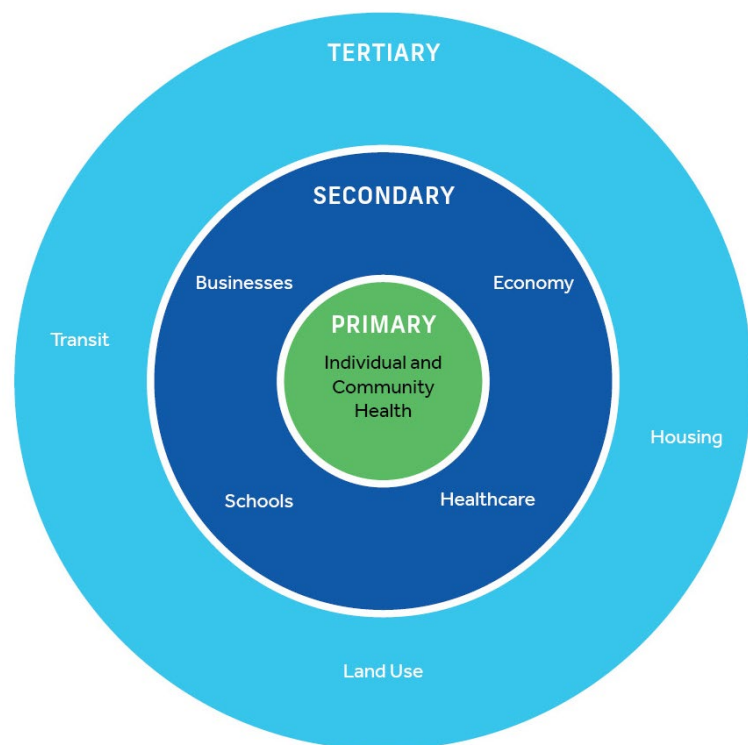 TERTIARY
SECONDARY
Businesses
Economy
PRIMARY
Individual and
Community
Health
Transit
Housing
Schools
Healthcare
Land Use